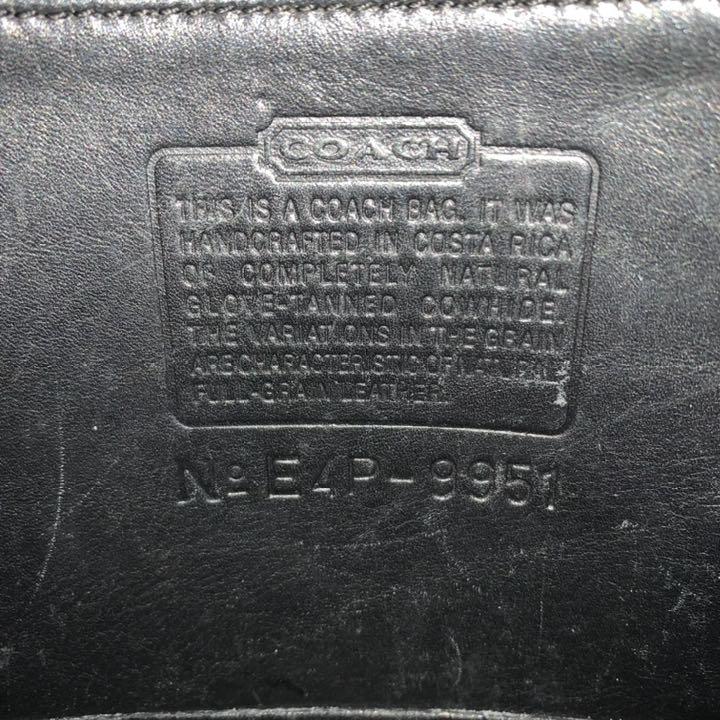 COACH
THIS IS A COACH BAG. IT WAS
HANDCRAFTED IN COSTA RICA
OF COMPLETELY NATURAL
GLOVE-TANNED COWHIDE.
THE VARIATIONS IN THE GRAIN
ARE CHARACTERISTIC OF NATURAL
FULL-GRAIN LEATHER.
No E4P-9951